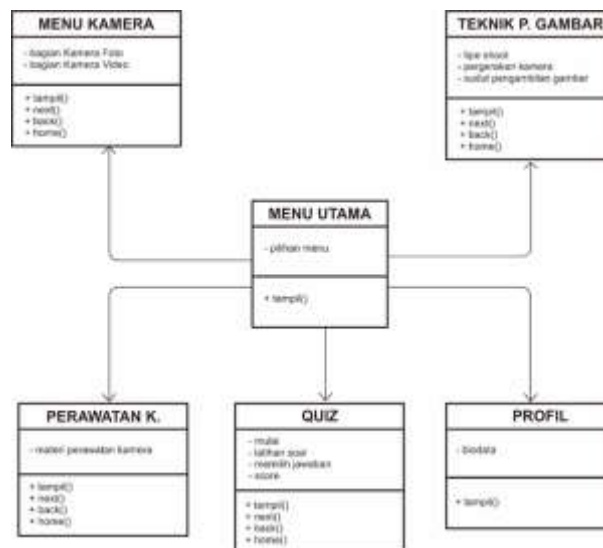 MENU KAMERA
- bagian Kamera Foto
- bagian Kamera Video
+ tampil()
+ next()
+ back()
+ home()
TEKNIK P. GAMBAR
- tipe shoot
- pergerakan kamera
- sudut pengambilan gambar
+ tampil()
+ next()
+ back()
+ home()
MENU UTAMA
- pilihan menu
+ tampil()
PERAWATAN K.
- materi perawatan kamera
+ tampil()
+ next()
+ back()
+ home()
QUIZ
- mulai
- latihan soal
- memilih jawaban
- score
+ tampil()
+ next()
+ back()
+ home()
PROFIL
- biodata
+ tampil()